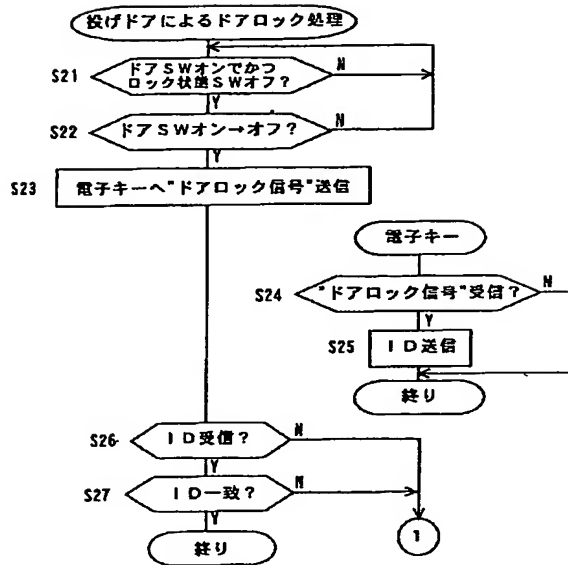 投げドアによるドアロック処理
S21
ドアSWオンでかつ
ロック状態SWオフ?
N
Y
S22
ドアSWオン→オフ?
N
Y
S23
電子キーへ"ドアロック信号"送信
電子キー
S24
"ドアロック信号"受信?
N
Y
S25
ID送信
終り
S26
ID受信?
N
Y
S27
ID一致?
N
Y
終り
1